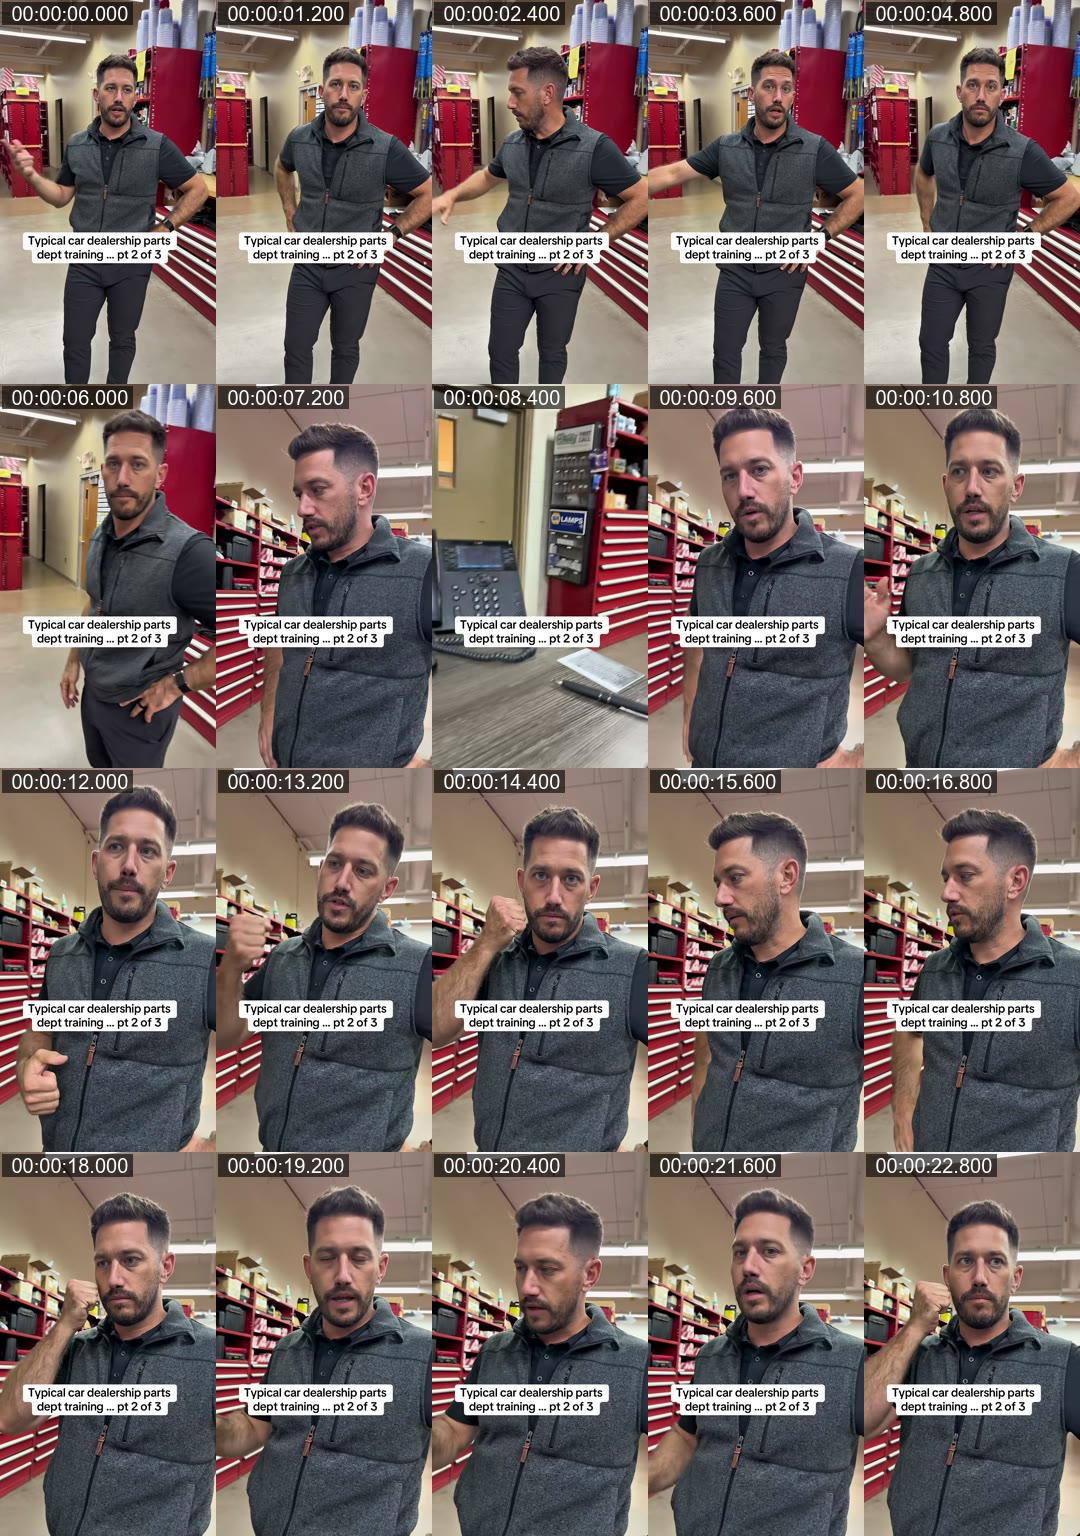 00:00:00.000
00:00:01.200
00:00:02.400
00:00:03.600
00:00:04.800
Typical car dealership parts
dept training ... pt 2 of 3
Typical car dealership parts
dept training ... pt 2 of 3
Typical car dealership parts
dept training ... pt 2 of 3
Typical car dealership parts
dept training ... pt 2 of 3
Typical car dealership parts
dept training ... pt 2 of 3
00:00:06.000
00:00:07.200
00:00:08.400
00:00:09.600
00:00:10.800
NAPA LAMPS
Typical car dealership parts
dept training ... pt 2 of 3
Typical car dealership parts
dept training ... pt 2 of 3
Typical car dealership parts
dept training ... pt 2 of 3
Typical car dealership parts
dept training ... pt 2 of 3
Typical car dealership parts
dept training ... pt 2 of 3
00:00:12.000
00:00:13.200
00:00:14.400
00:00:15.600
00:00:16.800
Typical car dealership parts
dept training ... pt 2 of 3
Typical car dealership parts
dept training ... pt 2 of 3
Typical car dealership parts
dept training ... pt 2 of 3
Typical car dealership parts
dept training ... pt 2 of 3
Typical car dealership parts
dept training ... pt 2 of 3
00:00:18.000
00:00:19.200
00:00:20.400
00:00:21.600
00:00:22.800
Typical car dealership parts
dept training ... pt 2 of 3
Typical car dealership parts
dept training ... pt 2 of 3
Typical car dealership parts
dept training ... pt 2 of 3
Typical car dealership parts
dept training ... pt 2 of 3
Typical car dealership parts
dept training ... pt 2 of 3